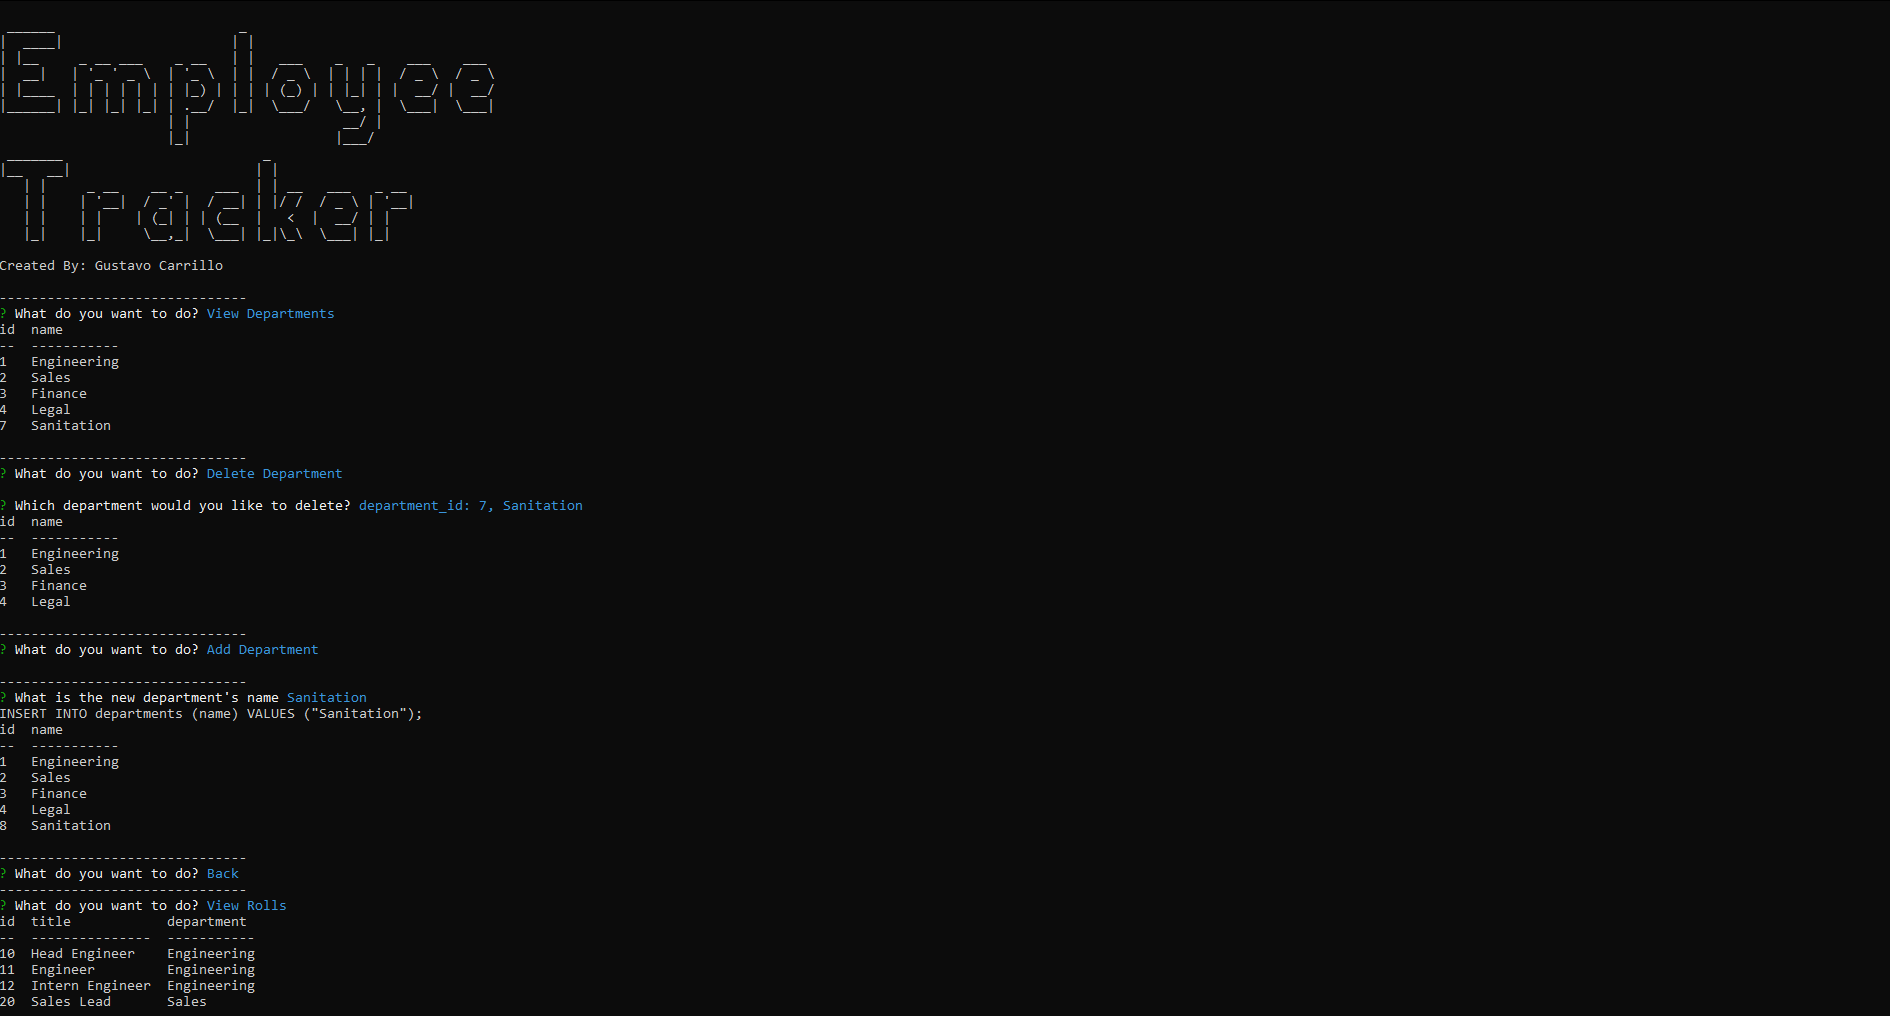 Employee
Tracker
Created By: Gustavo Carrillo
-------------------------------
? What do you want to do? View Departments
id  name
--  -----------
1   Engineering
2   Sales
3   Finance
4   Legal
7   Sanitation
-------------------------------
? What do you want to do? Delete Department
? Which department would you like to delete? department_id: 7, Sanitation
id  name
--  -----------
1   Engineering
2   Sales
3   Finance
4   Legal
-------------------------------
? What do you want to do? Add Department
-------------------------------
? What is the new department's name Sanitation
INSERT INTO departments (name) VALUES ("Sanitation");
id  name
--  -----------
1   Engineering
2   Sales
3   Finance
4   Legal
8   Sanitation
-------------------------------
? What do you want to do? Back
-------------------------------
? What do you want to do? View Rolls
id  title            department
--  ---------------  -----------
10  Head Engineer    Engineering
11  Engineer         Engineering
12  Intern Engineer  Engineering
20  Sales Lead       Sales